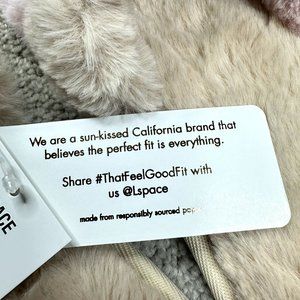 We are a sun-kissed California brand that
believes the perfect fit is everything.
Share #ThatFeelGoodFit with
us @Lspace
made from responsibly sourced
ACE